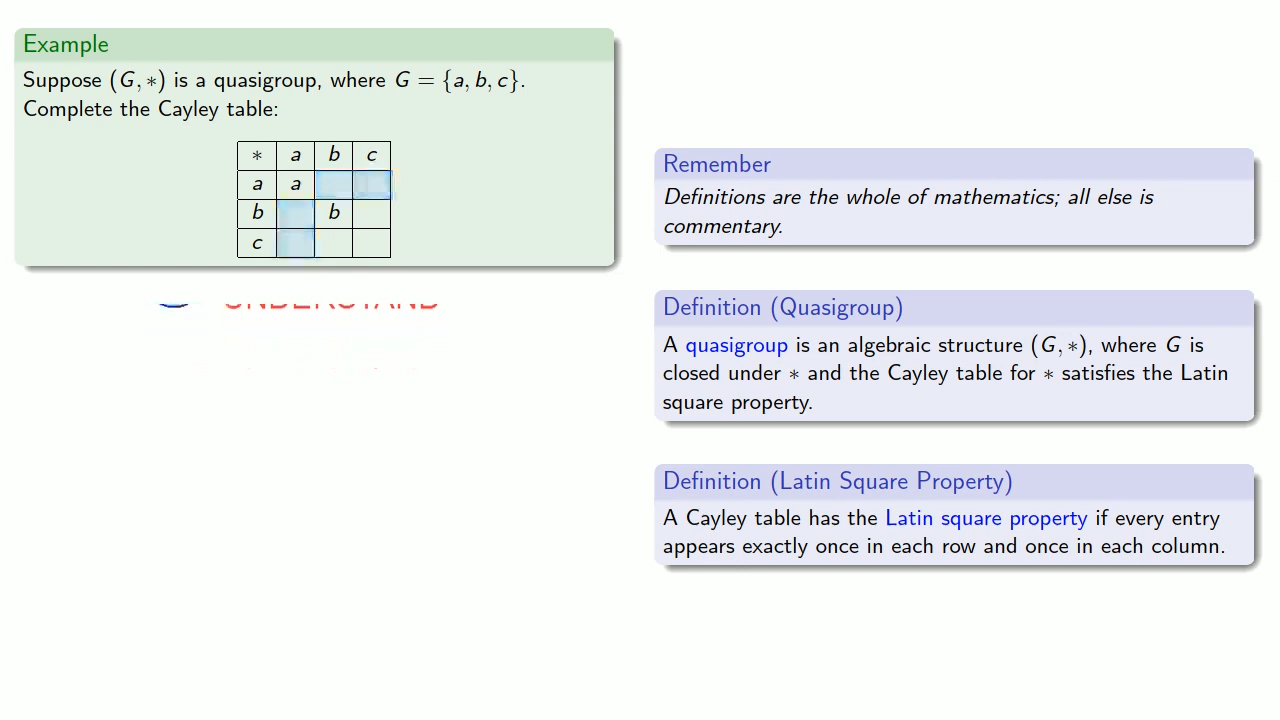 Example
Suppose (G, ∗) is a quasigroup, where G = {a, b, c}.
Complete the Cayley table:
∗ a b c
a a
b b
c
UNDERSTAND
Remember
Definitions are the whole of mathematics; all else is
commentary.
Definition (Quasigroup)
A quasigroup is an algebraic structure (G, ∗), where G is
closed under ∗ and the Cayley table for ∗ satisfies the Latin
square property.
Definition (Latin Square Property)
A Cayley table has the Latin square property if every entry
appears exactly once in each row and once in each column.